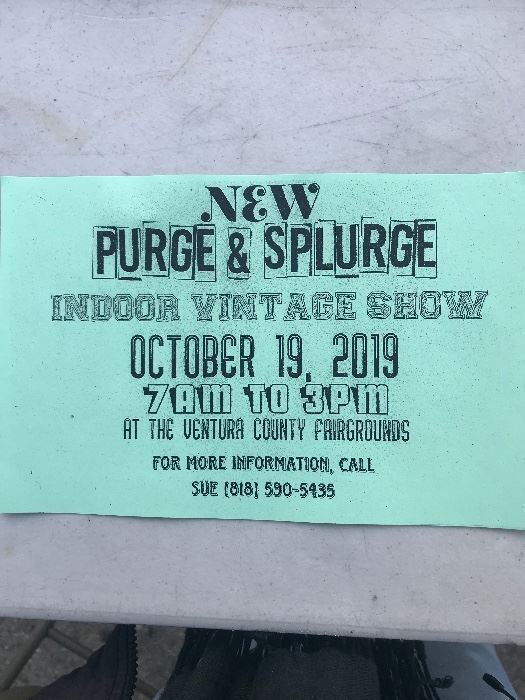 NEW
PURGE & SPLURGE
INDOOR VINTAGE SHOW
OCTOBER 19, 2019
7AM TO 3PM
AT THE VENTURA COUNTY FAIRGROUNDS
FOR MORE INFORMATION, CALL
SUE (818) 590-5435